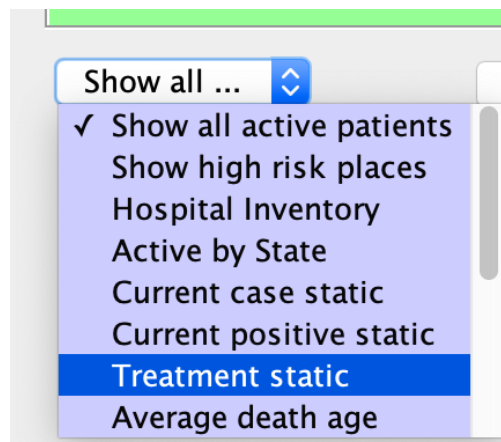 Show all ...
✓ Show all active patients
Show high risk places
Hospital Inventory
Active by State
Current case static
Current positive static
Treatment static
Average death age